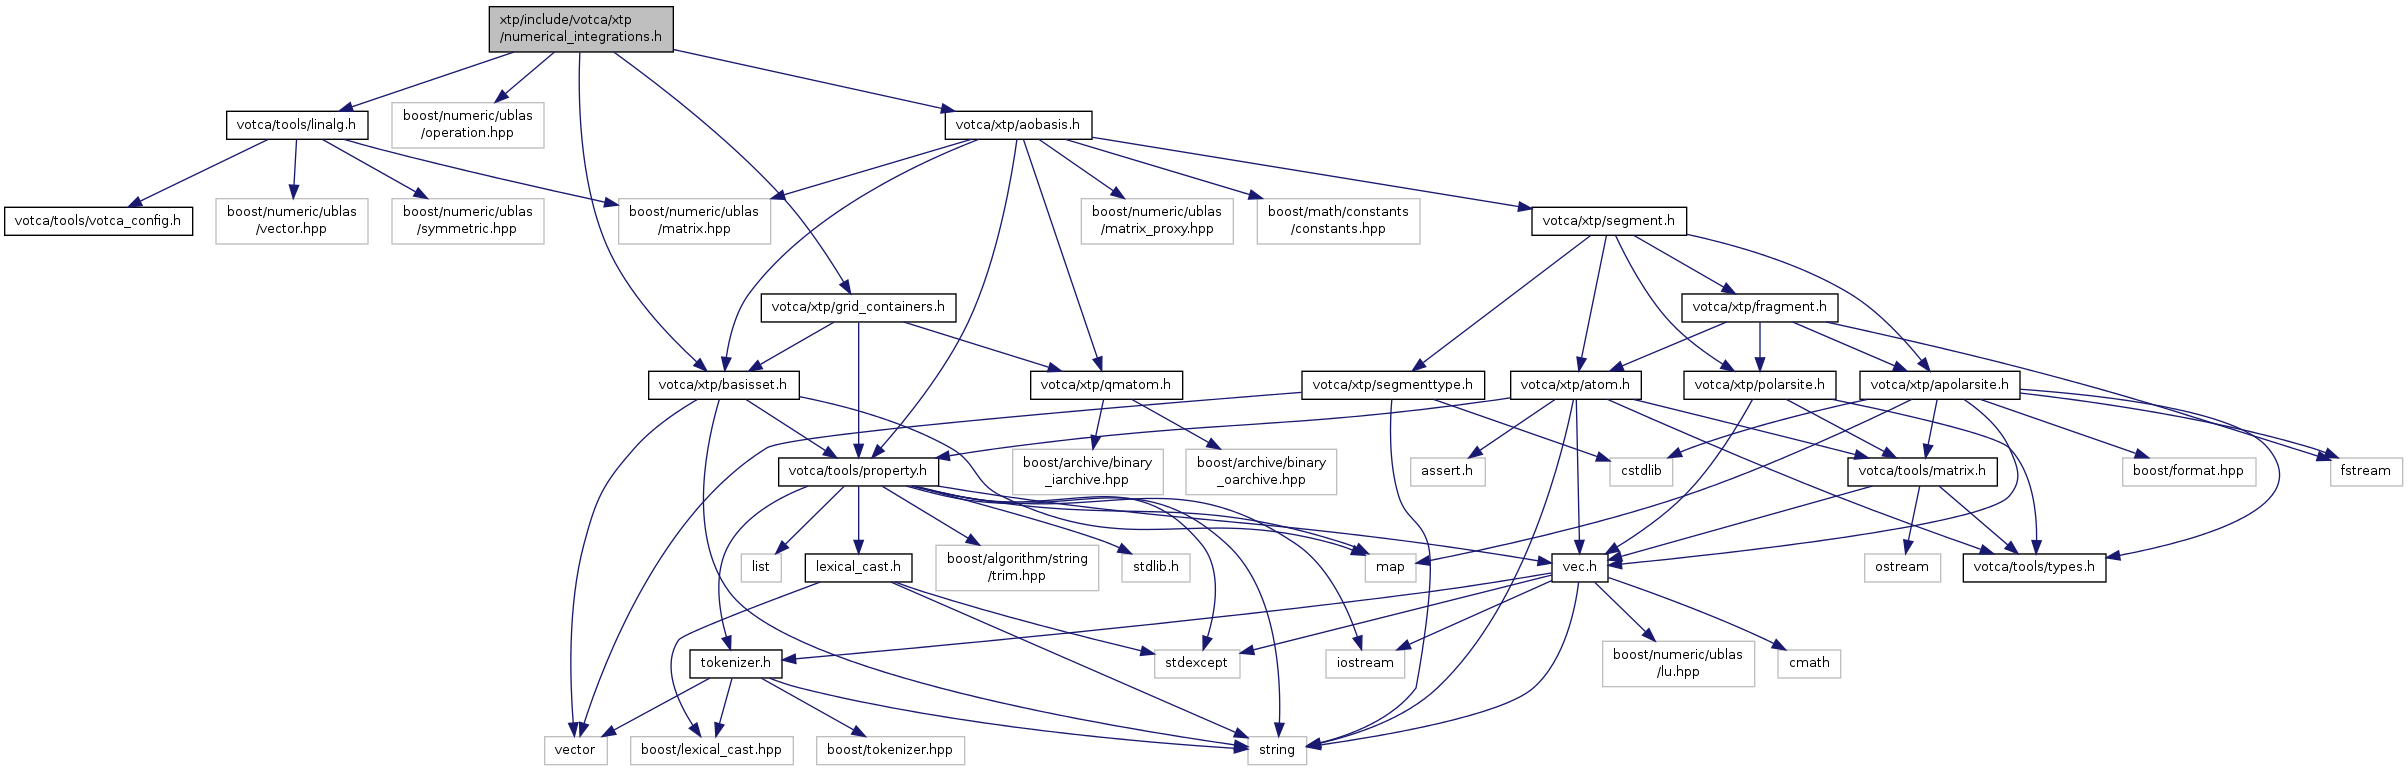 xtp/include/votca/xtp
/numerical_integrations.h
votca/tools/linalg.h
boost/numeric/ublas
/operation.hpp
votca/xtp/aobasis.h
votca/tools/votca_config.h
boost/numeric/ublas
/vector.hpp
boost/numeric/ublas
/symmetric.hpp
boost/numeric/ublas
/matrix.hpp
boost/numeric/ublas
/matrix_proxy.hpp
boost/math/constants
/constants.hpp
votca/xtp/segment.h
votca/xtp/grid_containers.h
votca/xtp/fragment.h
votca/xtp/basisset.h
votca/xtp/qmatom.h
votca/xtp/segmenttype.h
votca/xtp/atom.h
votca/xtp/polarsite.h
votca/xtp/apolarsite.h
votca/tools/property.h
boost/archive/binary
_iarchive.hpp
boost/archive/binary
_oarchive.hpp
assert.h
cstdlib
votca/tools/matrix.h
boost/format.hpp
fstream
list
lexical_cast.h
boost/algorithm/string
/trim.hpp
stdlib.h
map
vec.h
ostream
votca/tools/types.h
tokenizer.h
stdexcept
iostream
boost/numeric/ublas
/lu.hpp
cmath
vector
boost/lexical_cast.hpp
boost/tokenizer.hpp
string